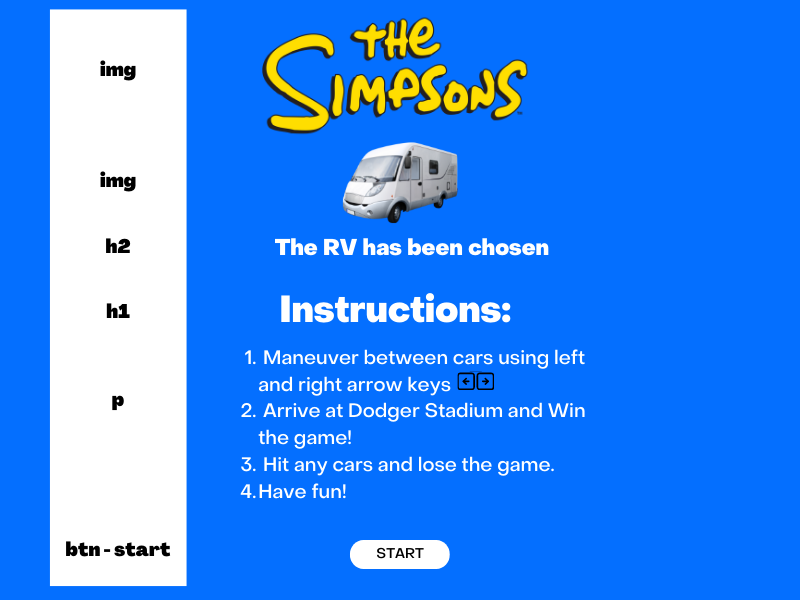 img
THE
SIMPSONS
™
img
h2
The RV has been chosen
h1
Instructions:
p
1. Maneuver between cars using left
and right arrow keys
2. Arrive at Dodger Stadium and Win
the game!
3. Hit any cars and lose the game.
4.Have fun!
btn - start
START